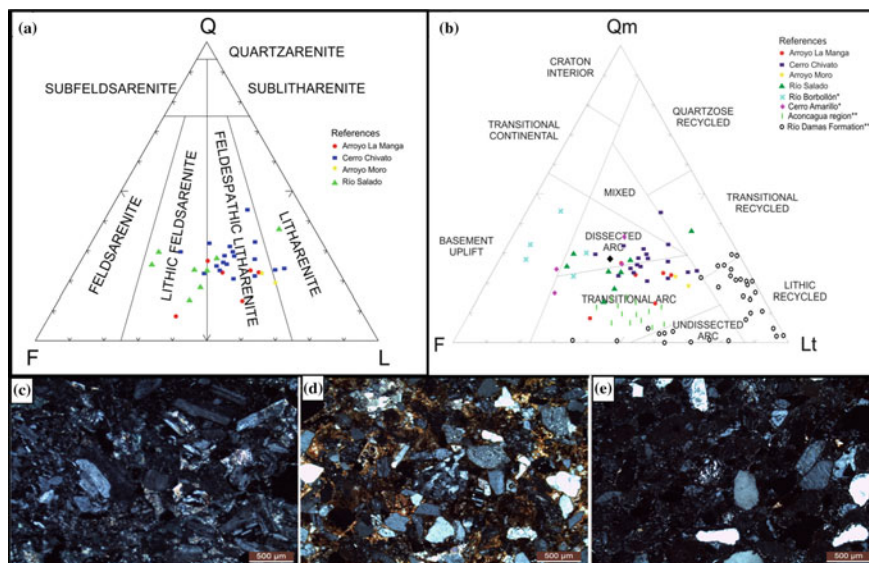 (a)
Q
QUARTZARENITE
SUBFELDSARENITE
SUBLITHARENITE
References
Arroyo La Manga
Cerro Chivato
Arroyo Moro
Río Salado
FELDSARENITE
LITHIC FELDSARENITE
FELDESPATHIC LITHARENITE
LITHARENITE
F
L
(b)
Qm
References
Arroyo La Manga
Cerro Chivato
Arroyo Moro
Río Salado
Río Borbollón*
Cerro Amarillo*
Aconcagua region**
Río Damas Formation**
CRATON
INTERIOR
TRANSITIONAL
CONTINENTAL
QUARTZOSE
RECYCLED
MIXED
TRANSITIONAL
RECYCLED
BASEMENT
UPLIFT
DISSECTED
ARC
LITHIC
RECYCLED
TRANSITIONAL ARC
UNDISSECTED
ARC
F
Lt
(c)
500 µm
(d)
500 µm
(e)
500 µm